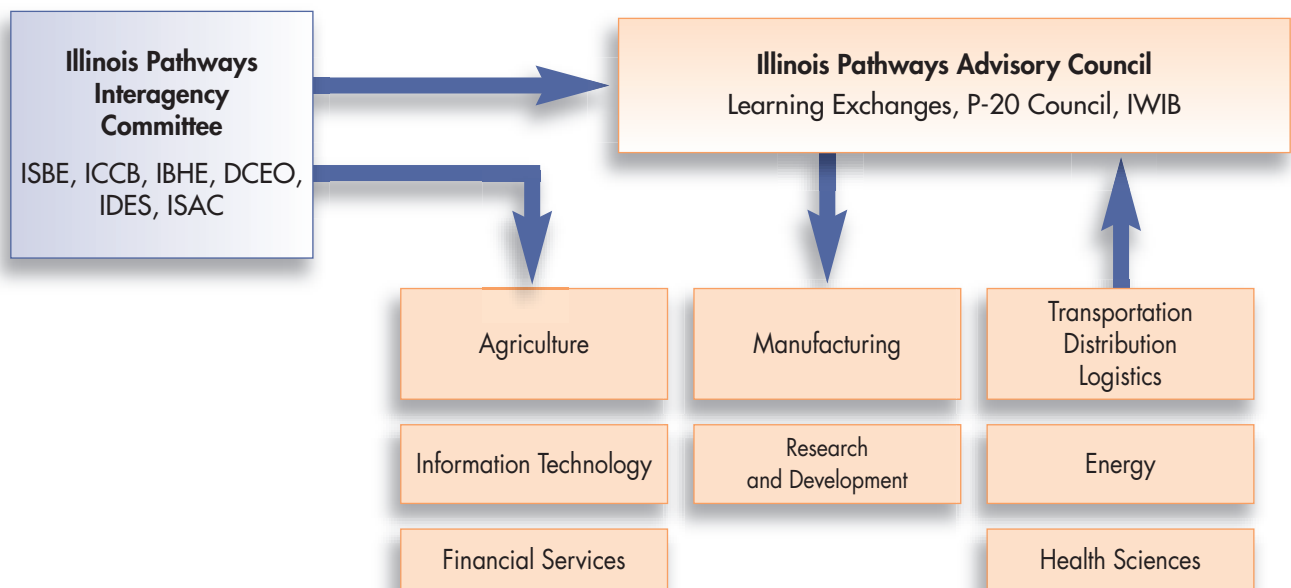 Illinois Pathways
Interagency
Committee
ISBE, ICCB, IBHE, DCEO,
IDES, ISAC
Illinois Pathways Advisory Council
Learning Exchanges, P-20 Council, IWIB
Agriculture
Manufacturing
Transportation
Distribution
Logistics
Information Technology
Research
and Development
Energy
Financial Services
Health Sciences